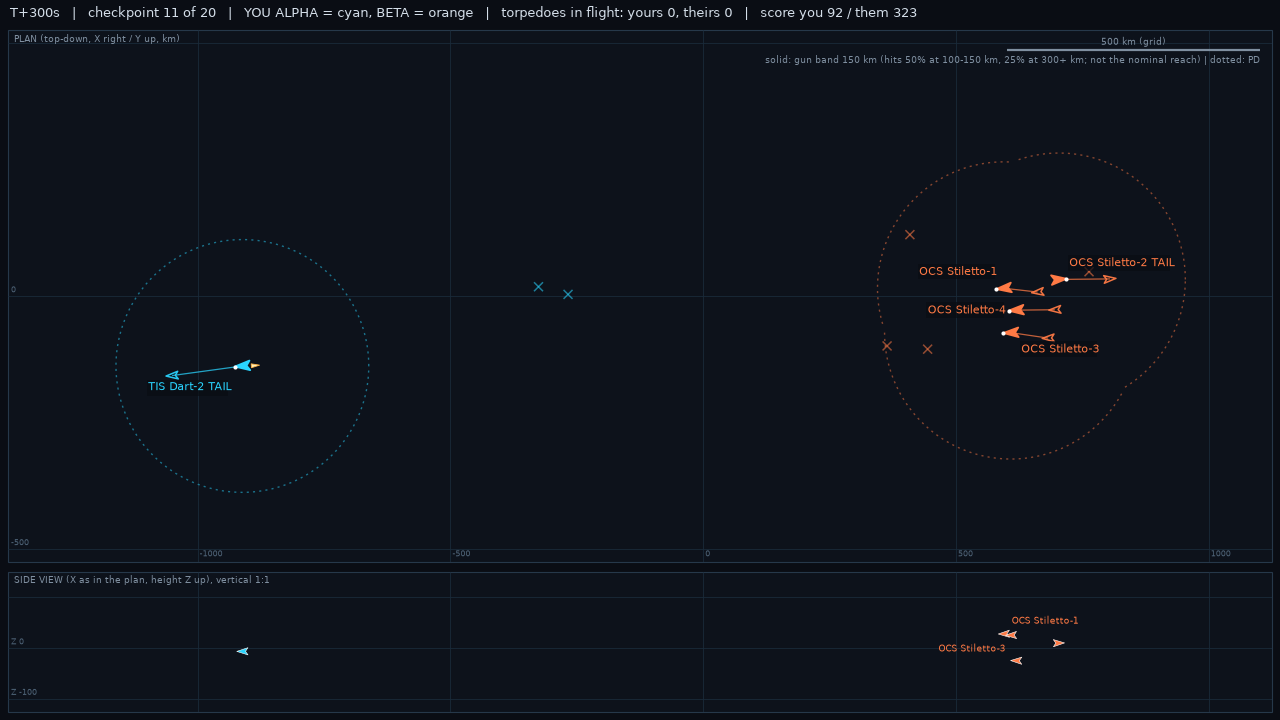 T+300s | checkpoint 11 of 20 | YOU ALPHA = cyan, BETA = orange | torpedoes in flight: yours 0, theirs 0 | score you 92 / them 323
PLAN (top-down, X right / Y up, km)
500 km (grid)
solid: gun band 150 km (hits 50% at 100-150 km, 25% at 300+ km; not the nominal reach) | dotted: PD
OCS Stiletto-2 TAIL
OCS Stiletto-1
0
OCS Stiletto-4
OCS Stiletto-3
TIS Dart-2 TAIL
-500
-1000
-500
0
500
1000
SIDE VIEW (X as in the plan, height Z up), vertical 1:1
OCS Stiletto-1
Z 0
OCS Stiletto-3
Z -100